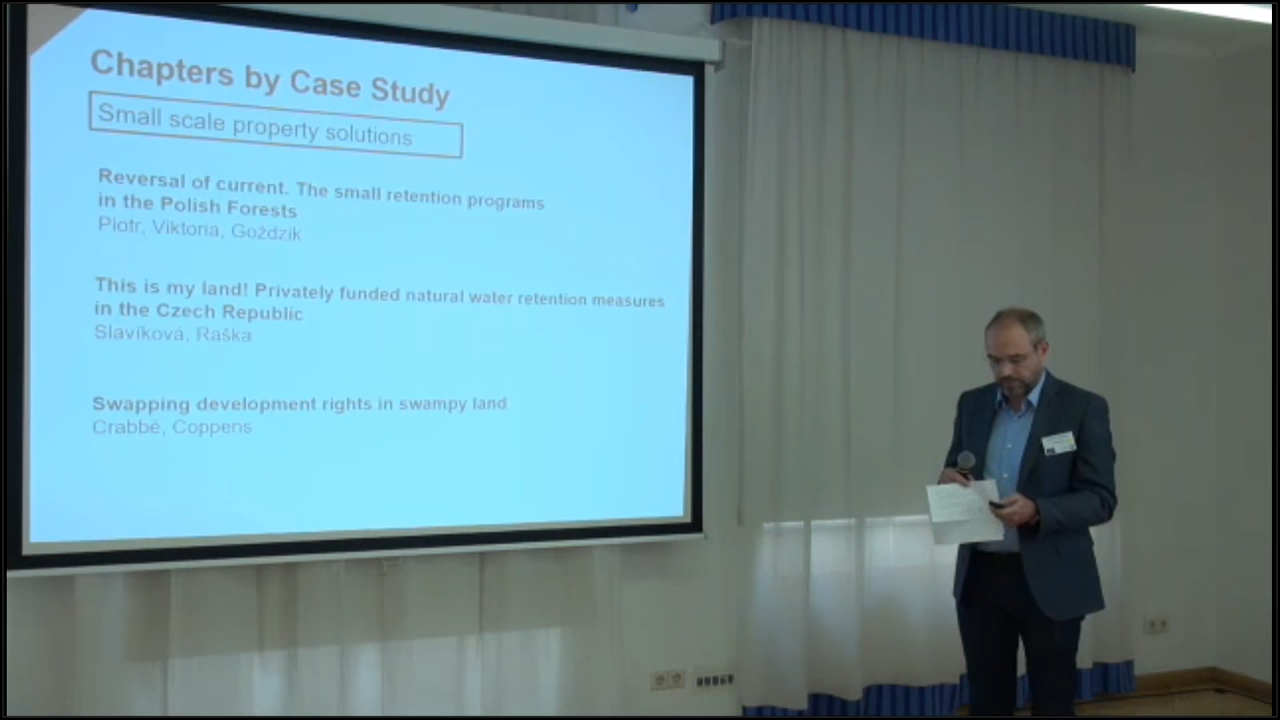 Chapters by Case Study
Small scale property solutions
Reversal of current. The small retention programs
in the Polish Forests
Piotr, Viktoria, Goździk
This is my land! Privately funded natural water retention measures
in the Czech Republic
Slavíková, Raška
Swapping development rights in swampy land
Crabbé, Coppens